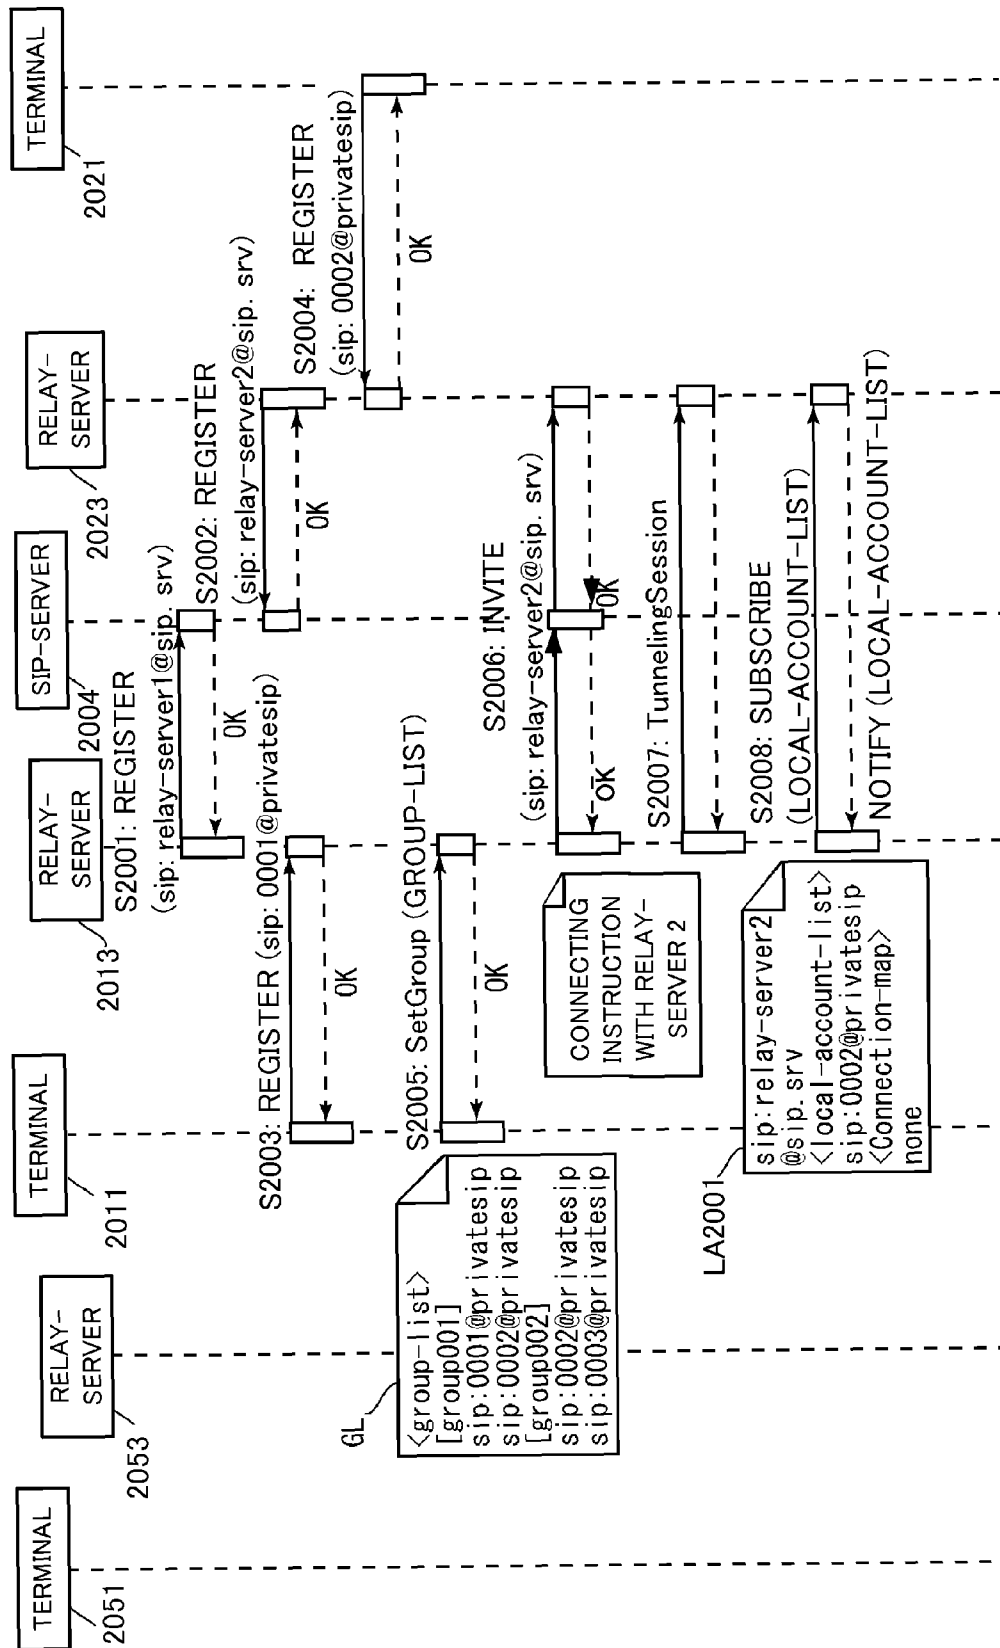 TERMINAL
2051
RELAY-
SERVER
2053
TERMINAL
2011
RELAY-
SERVER
2013
SIP-SERVER
2004
RELAY-
SERVER
2023
TERMINAL
2021
S2001: REGISTER
(sip: relay-server1@sip. srv)
OK
S2002: REGISTER
(sip: relay-server2@sip. srv)
OK
S2003: REGISTER (sip: 0001@privatesip)
OK
S2004: REGISTER
(sip: 0002@privatesip)
OK
GL
<group-list>
[group001]
sip:0001@privatesip
sip:0002@privatesip
[group002]
sip:0002@privatesip
sip:0003@privatesip
S2005: SetGroup (GROUP-LIST)
OK
CONNECTING
INSTRUCTION
WITH RELAY-
SERVER 2
S2006: INVITE
(sip: relay-server2@sip. srv)
OK
OK
S2007: TunnelingSession
LA2001
sip:relay-server2
@sip.srv
<local-account-list>
sip:0002@privatesip
<Connection-map>
none
S2008: SUBSCRIBE
(LOCAL-ACCOUNT-LIST)
NOTIFY (LOCAL-ACCOUNT-LIST)